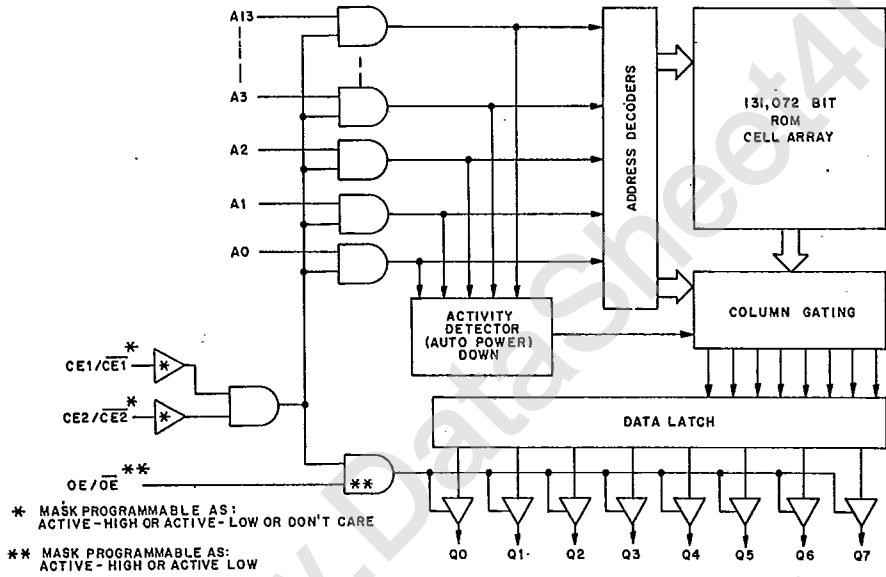 A13
A3
A2
A1
A0
ADDRESS DECODERS
131,072 BIT
ROM
CELL ARRAY
ACTIVITY
DETECTOR
(AUTO POWER)
DOWN
COLUMN GATING
CE1/CE1*
*
CE2/CE2*
*
DATA LATCH
OE/OE**
**
* MASK PROGRAMMABLE AS:
ACTIVE-HIGH OR ACTIVE-LOW OR DON'T CARE
** MASK PROGRAMMABLE AS:
ACTIVE-HIGH OR ACTIVE LOW
Q0 Q1 Q2 Q3 Q4 Q5 Q6 Q7
www.DataSheet4U